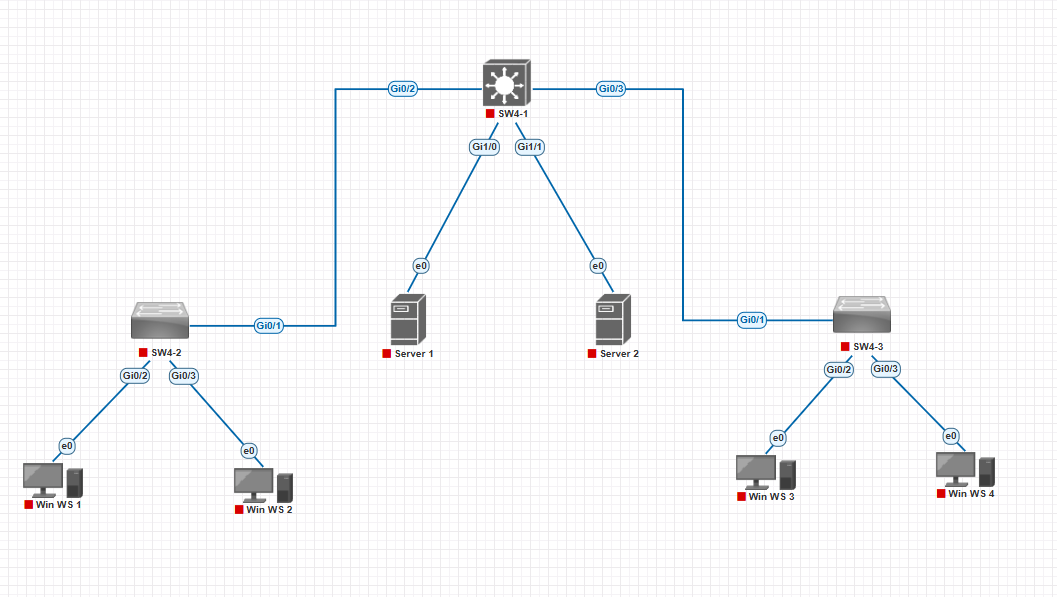 Gi0/2
Gi0/3
SW4-1
Gi1/0
Gi1/1
e0
e0
Gi0/1
Gi0/1
SW4-2
Server 1
Server 2
SW4-3
Gi0/2
Gi0/3
Gi0/2
Gi0/3
e0
e0
e0
e0
Win WS 1
Win WS 2
Win WS 3
Win WS 4